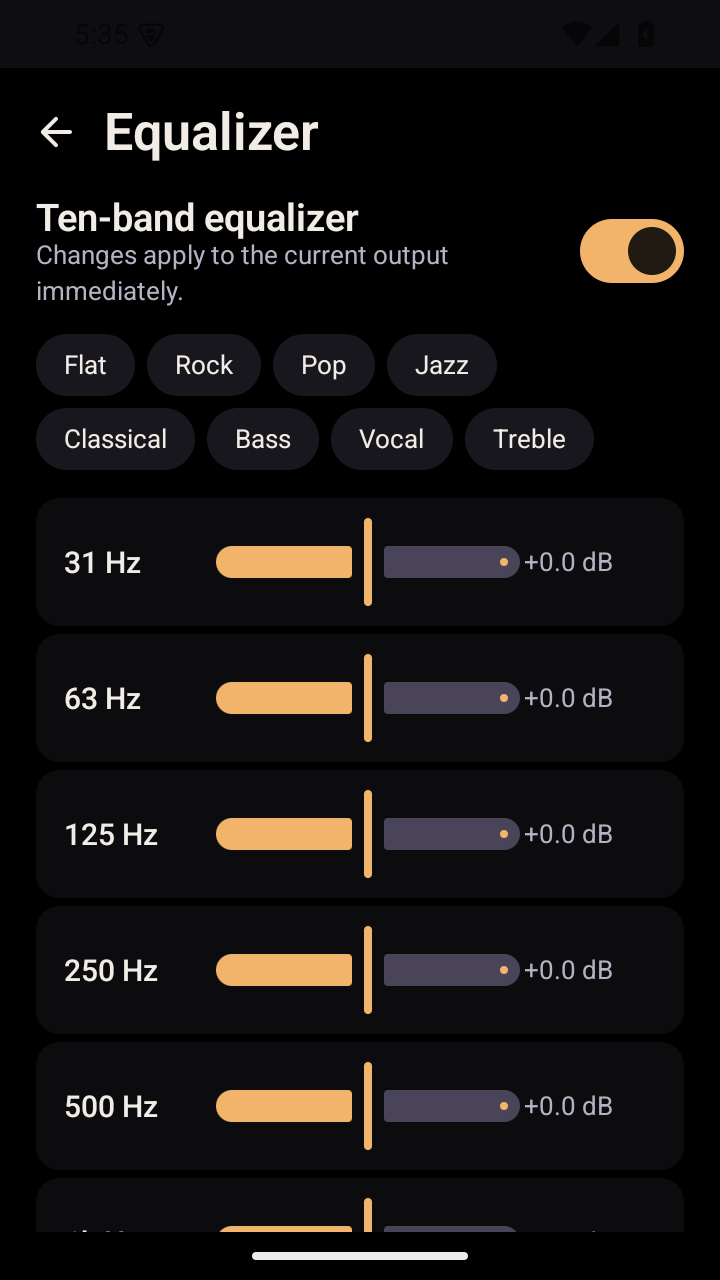 5:35
Equalizer
Ten-band equalizer
Changes apply to the current output
immediately.
Flat Rock Pop Jazz
Classical Bass Vocal Treble
31 Hz +0.0 dB
63 Hz +0.0 dB
125 Hz +0.0 dB
250 Hz +0.0 dB
500 Hz +0.0 dB